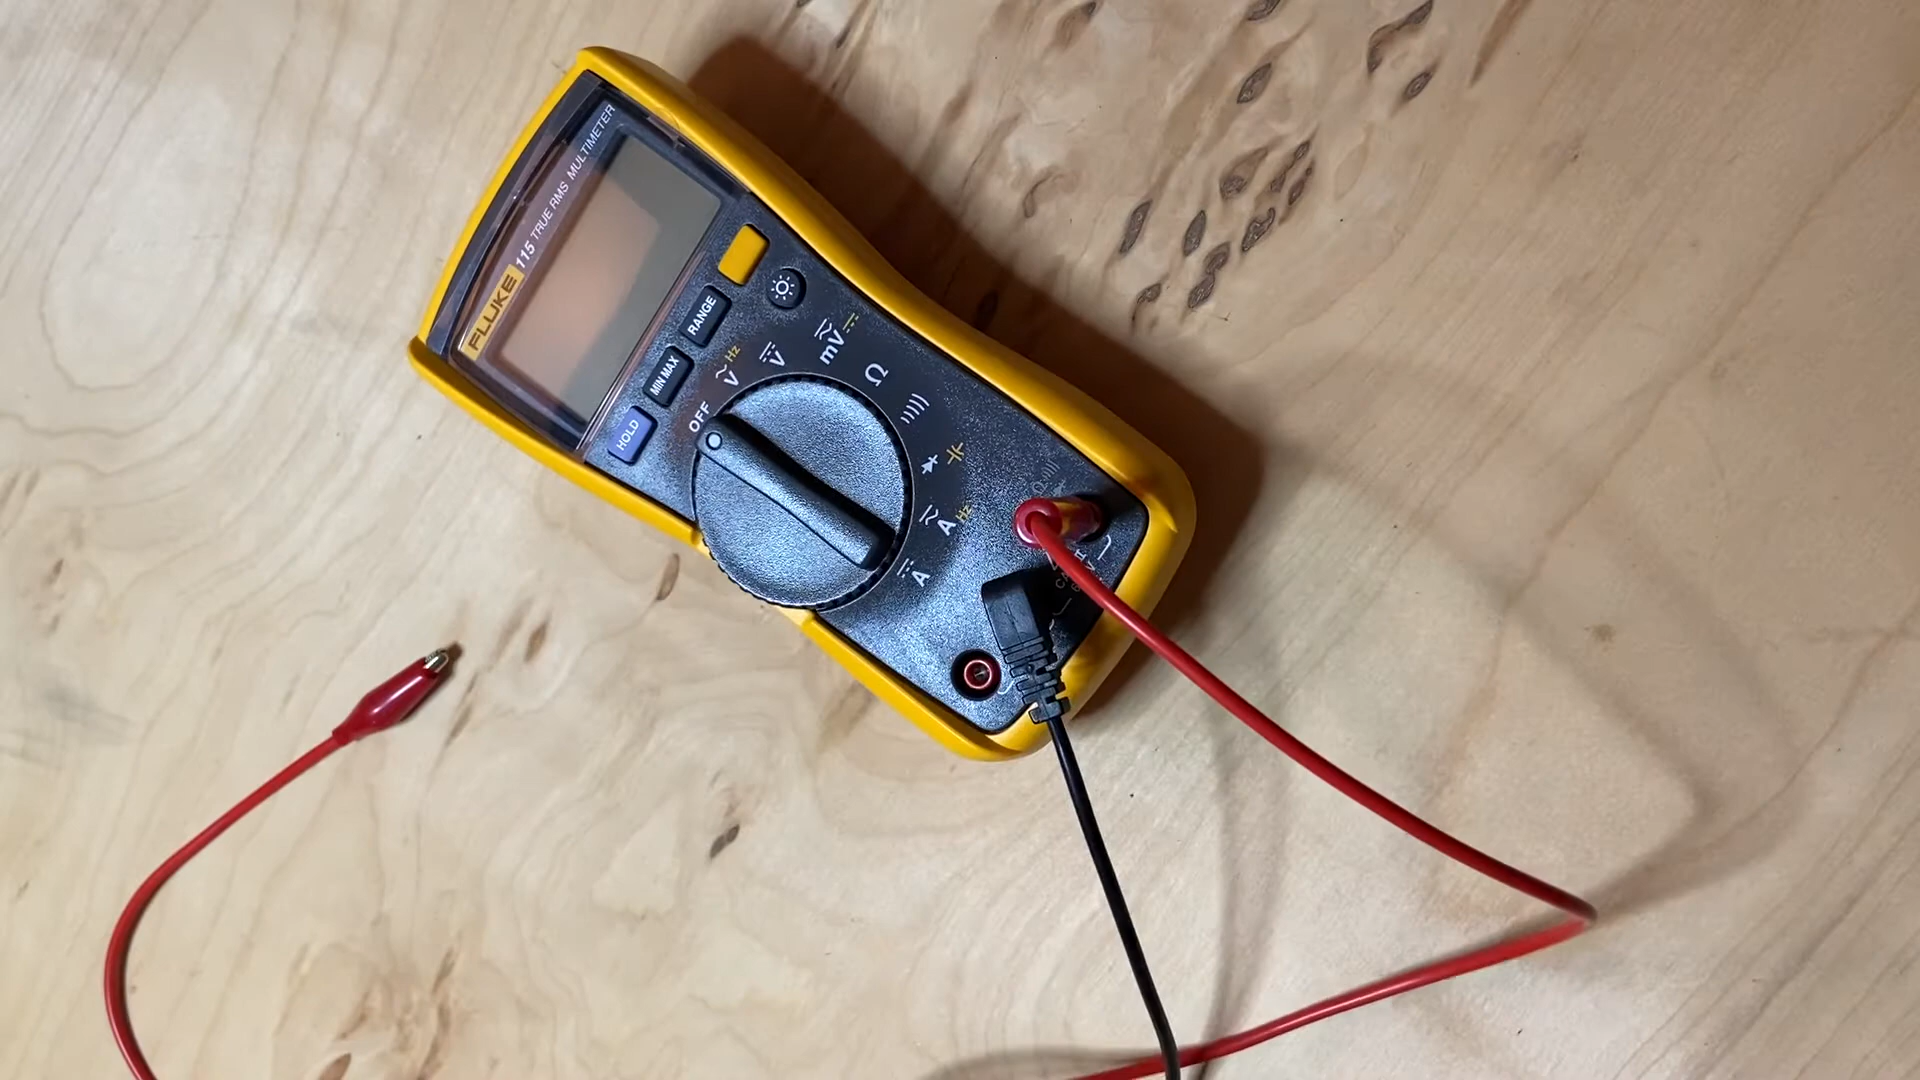 FLUKE 115 TRUE RMS MULTIMETER
HOLD
MIN MAX
RANGE
OFF
V Hz
V
mV
Ω
A Hz
A